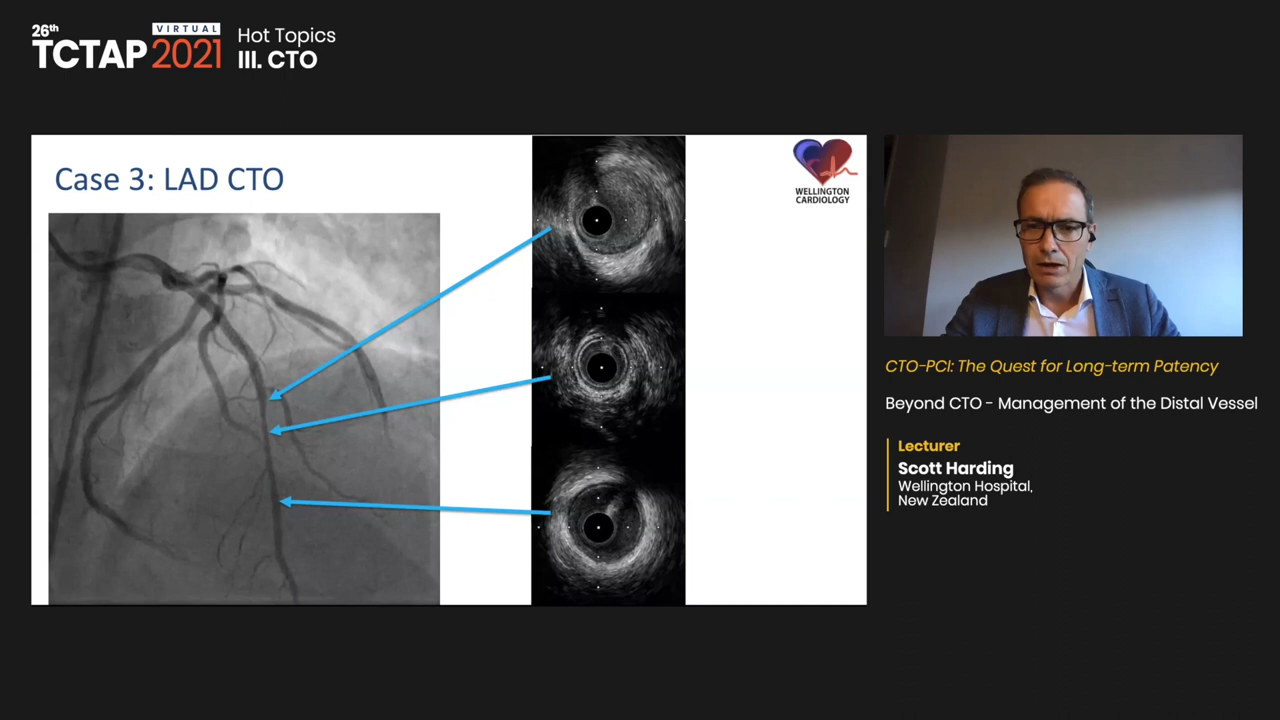 26th
VIRTUAL
TCTAP 2021
Hot Topics
III. CTO
Case 3: LAD CTO
WELLINGTON
CARDIOLOGY
CTO-PCI: The Quest for Long-term Patency
Beyond CTO - Management of the Distal Vessel
Lecturer
Scott Harding
Wellington Hospital,
New Zealand